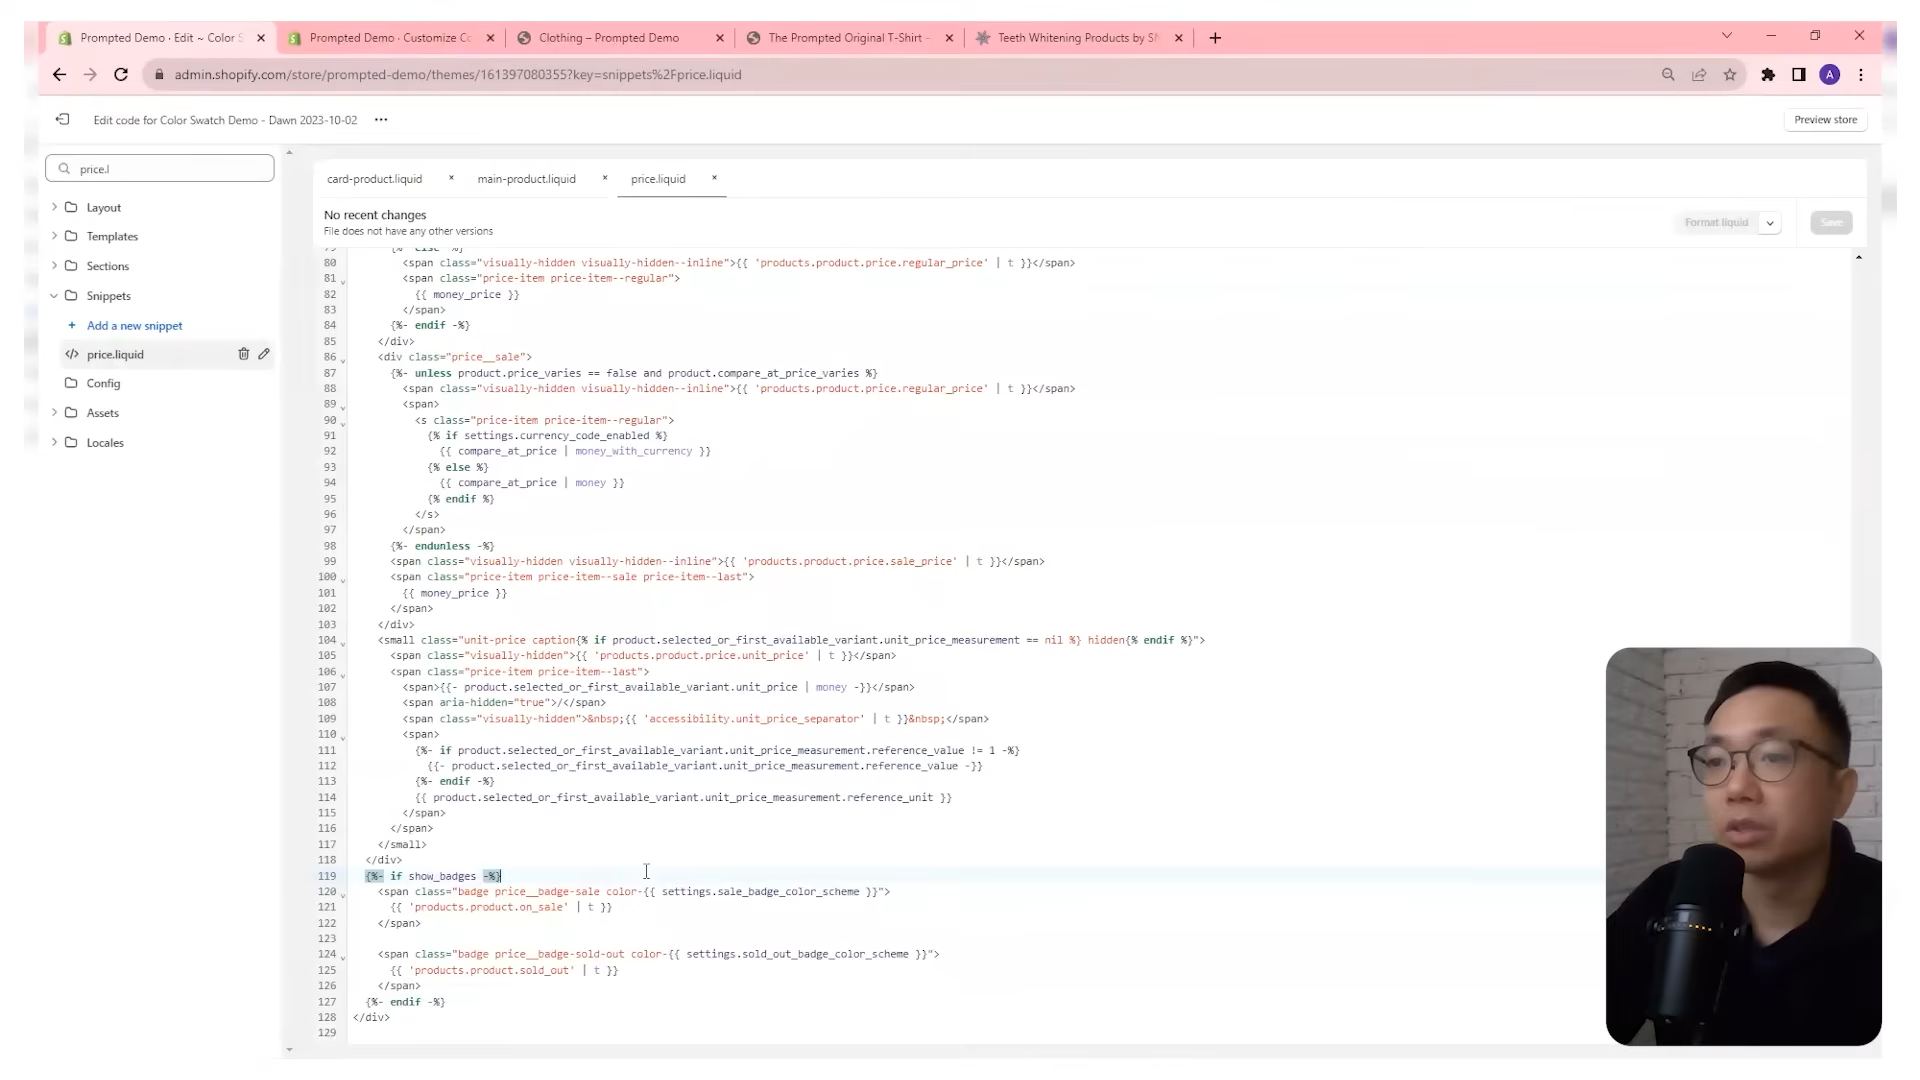 Prompted Demo · Edit ~ Color S
Prompted Demo · Customize Co
Clothing – Prompted Demo
The Prompted Original T-Shirt –
Teeth Whitening Products by SN
admin.shopify.com/store/prompted-demo/themes/161397080355?key=snippets%2Fprice.liquid
A
Edit code for Color Swatch Demo - Dawn 2023-10-02 ···
Preview store
price.l
Layout
Templates
Sections
Snippets
+ Add a new snippet
</> price.liquid
Config
Assets
Locales
card-product.liquid
main-product.liquid
price.liquid
No recent changes
File does not have any other versions
Format liquid
Save
79 {%- else -%}
80 <span class="visually-hidden visually-hidden--inline">{{ 'products.product.price.regular_price' | t }}</span>
81 <span class="price-item price-item--regular">
82 {{ money_price }}
83 </span>
84 {%- endif -%}
85 </div>
86 <div class="price__sale">
87 {%- unless product.price_varies == false and product.compare_at_price_varies %}
88 <span class="visually-hidden visually-hidden--inline">{{ 'products.product.price.regular_price' | t }}</span>
89 <span>
90 <s class="price-item price-item--regular">
91 {% if settings.currency_code_enabled %}
92 {{ compare_at_price | money_with_currency }}
93 {% else %}
94 {{ compare_at_price | money }}
95 {% endif %}
96 </s>
97 </span>
98 {%- endunless -%}
99 <span class="visually-hidden visually-hidden--inline">{{ 'products.product.price.sale_price' | t }}</span>
100 <span class="price-item price-item--sale price-item--last">
101 {{ money_price }}
102 </span>
103 </div>
104 <small class="unit-price caption{% if product.selected_or_first_available_variant.unit_price_measurement == nil %} hidden{% endif %}">
105 <span class="visually-hidden">{{ 'products.product.price.unit_price' | t }}</span>
106 <span class="price-item price-item--last">
107 <span>{{- product.selected_or_first_available_variant.unit_price | money -}}</span>
108 <span aria-hidden="true">/</span>
109 <span class="visually-hidden">&nbsp;{{ 'accessibility.unit_price_separator' | t }}&nbsp;</span>
110 <span>
111 {%- if product.selected_or_first_available_variant.unit_price_measurement.reference_value != 1 -%}
112 {{- product.selected_or_first_available_variant.unit_price_measurement.reference_value -}}
113 {%- endif -%}
114 {{ product.selected_or_first_available_variant.unit_price_measurement.reference_unit }}
115 </span>
116 </span>
117 </small>
118 </div>
119 {%- if show_badges -%}
120 <span class="badge price__badge-sale color-{{ settings.sale_badge_color_scheme }}">
121 {{ 'products.product.on_sale' | t }}
122 </span>
123
124 <span class="badge price__badge-sold-out color-{{ settings.sold_out_badge_color_scheme }}">
125 {{ 'products.product.sold_out' | t }}
126 </span>
127 {%- endif -%}
128 </div>
129